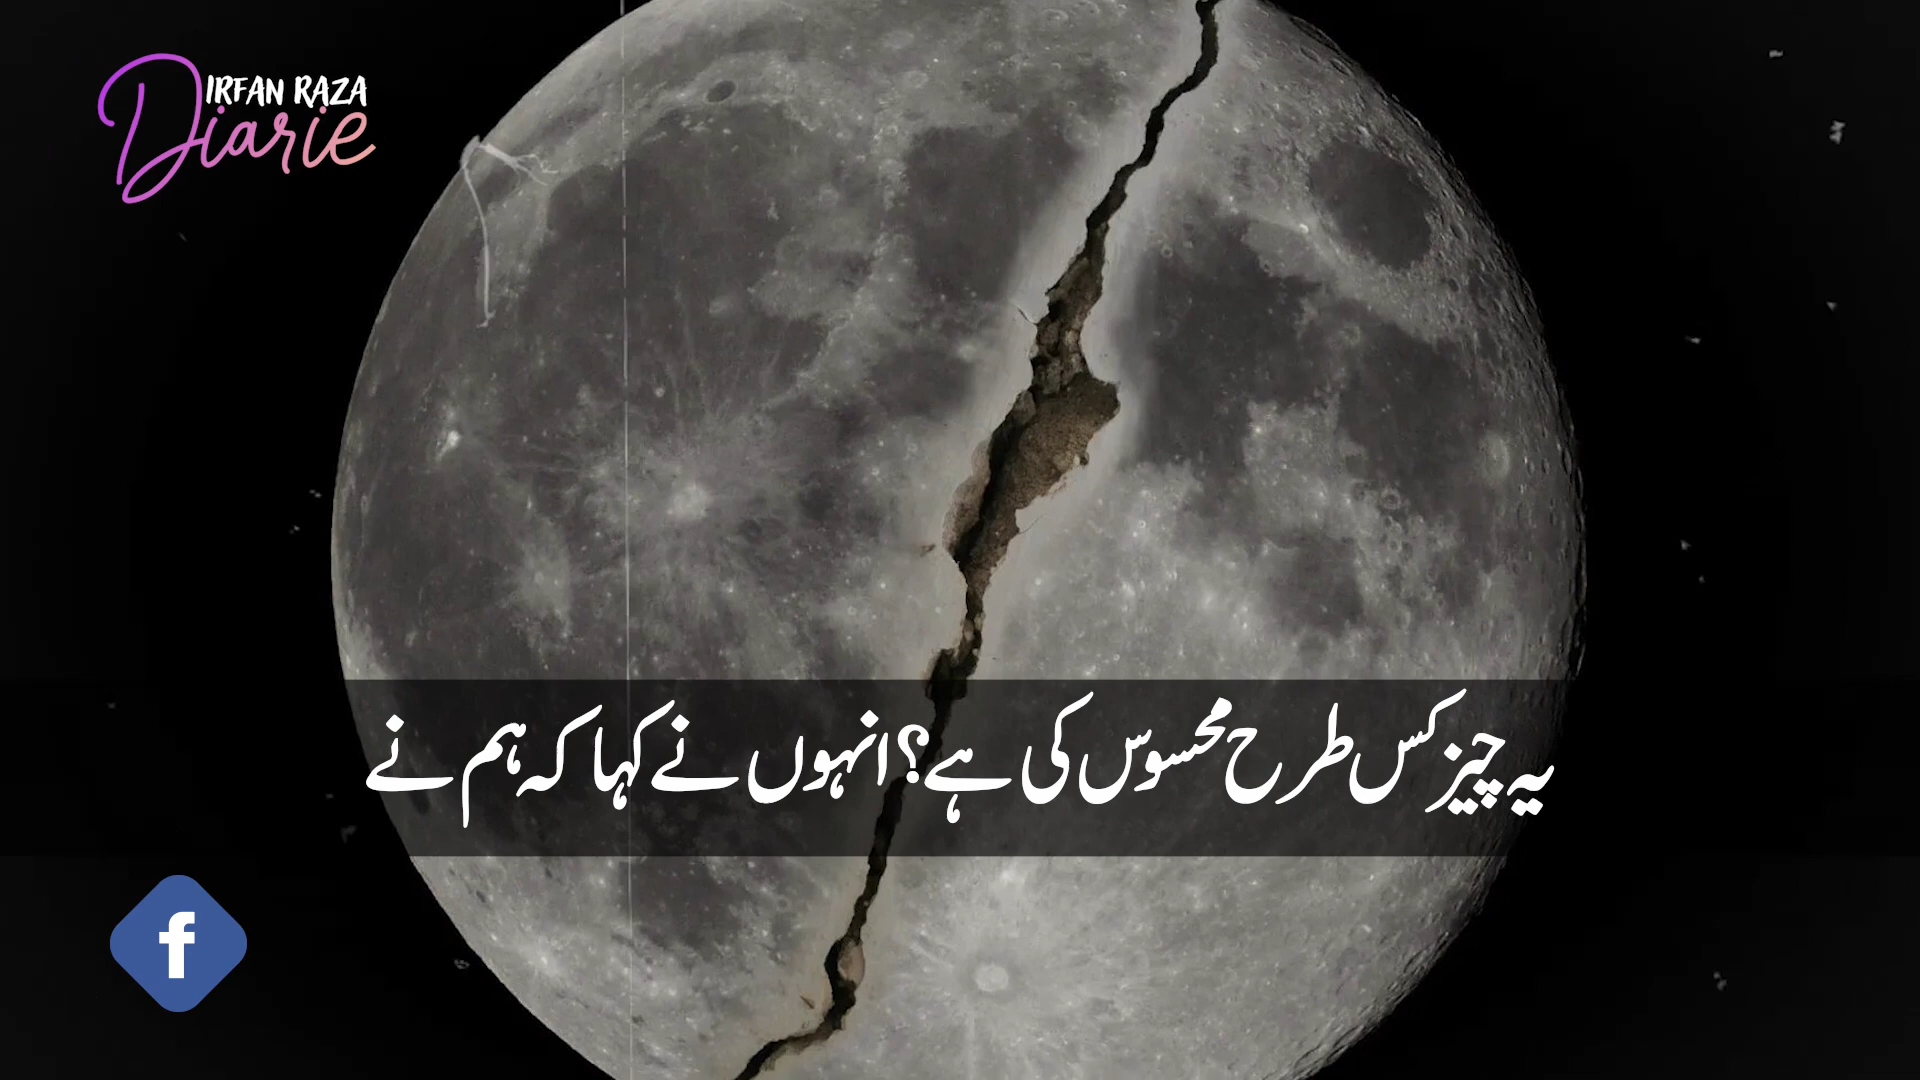 IRFAN RAZA
Diarie
یہ چیز کس طرح محسوس کی ہے؟ انہوں نے کہا کہ ہم نے
f